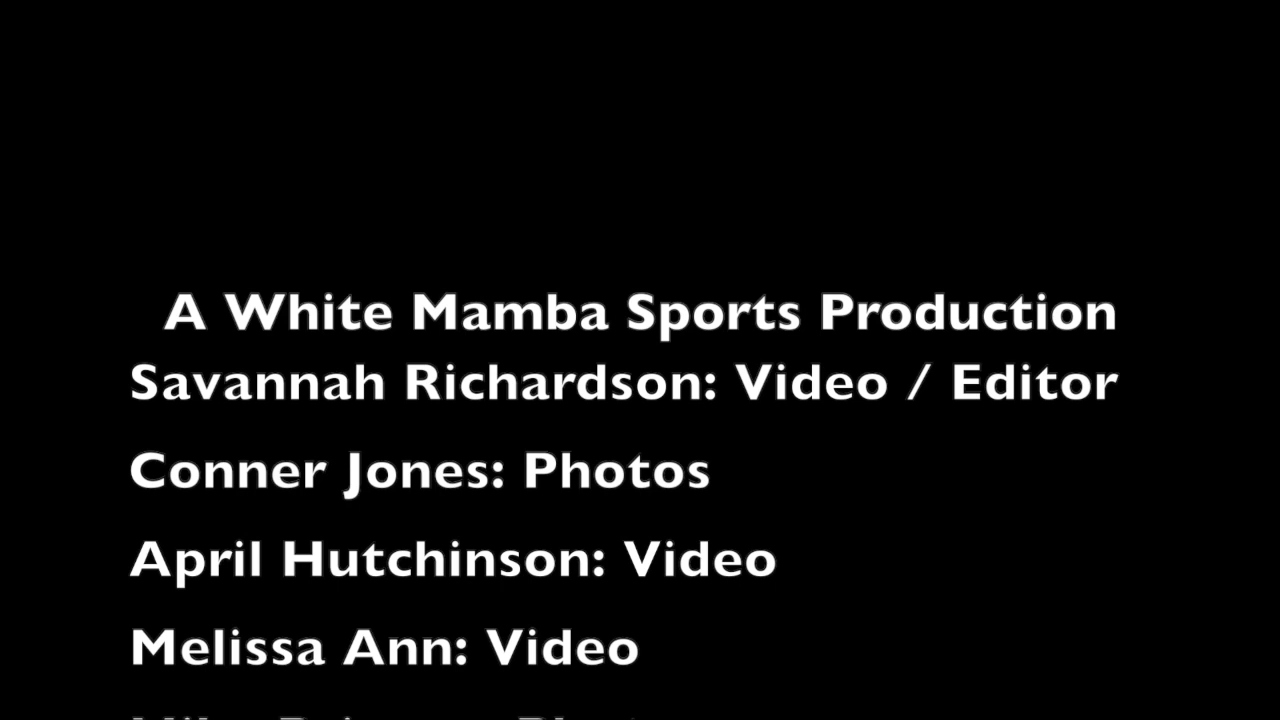 A White Mamba Sports Production
Savannah Richardson: Video / Editor
Conner Jones: Photos
April Hutchinson: Video
Melissa Ann: Video